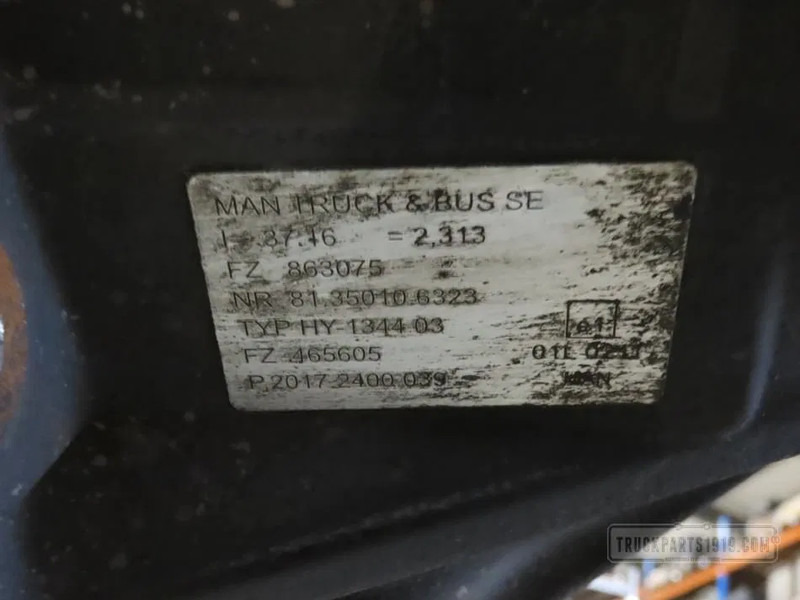 MAN TRUCK & BUS SE
I = 37:16 = 2,313
FZ 863075
NR 81.35010.6323
TYP HY-1344 03
A1
FZ 465605
P.2017.2400.039
MAN
TRUCKPARTS1919.COM